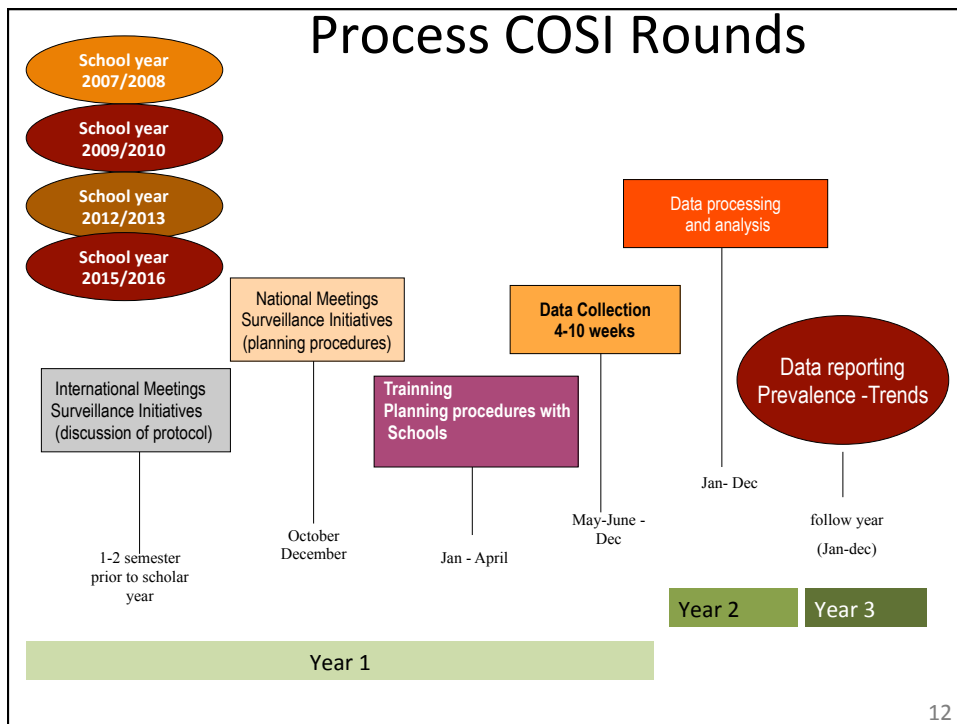 Process COSI Rounds
School year
2007/2008
School year
2009/2010
School year
2012/2013
School year
2015/2016
Data processing
and analysis
National Meetings
Surveillance Initiatives
(planning procedures)
Data Collection
4-10 weeks
International Meetings
Surveillance Initiatives
(discussion of protocol)
Trainning
Planning procedures with
Schools
Data reporting
Prevalence -Trends
1-2 semester
prior to scholar
year
October
December
Jan - April
May-June -
Dec
Jan- Dec
follow year
(Jan-dec)
Year 1
Year 2
Year 3
12